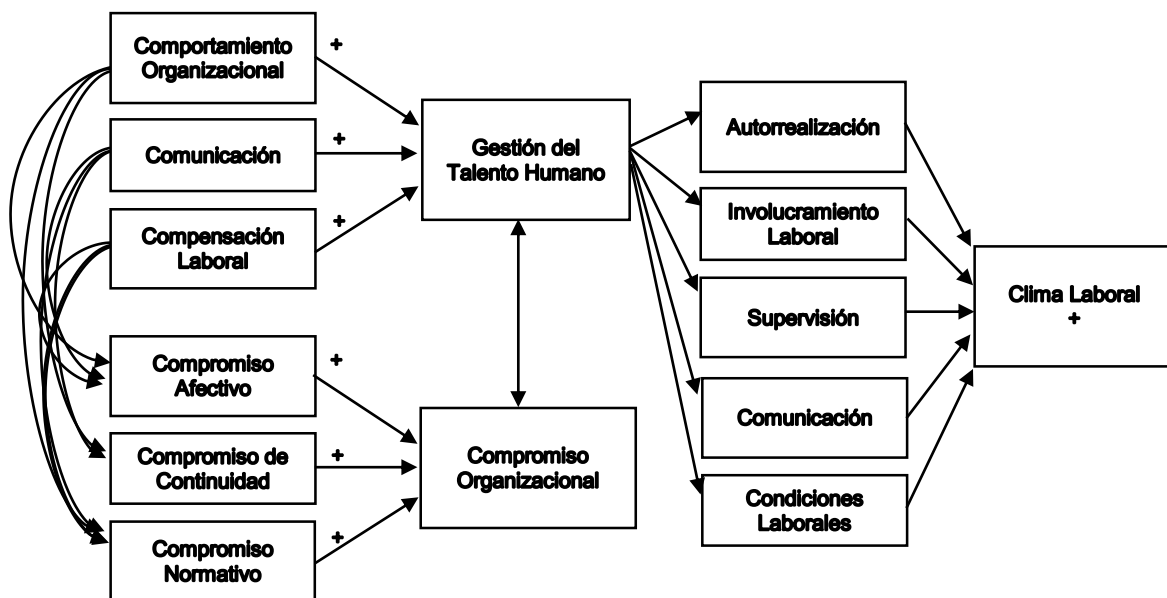 Comportamiento
Organizacional
+
Comunicación
+
Compensación
Laboral
+
Gestión del
Talento Humano
Compromiso
Afectivo
+
Compromiso de
Continuidad
+
Compromiso
Normativo
+
Compromiso
Organizacional
Autorrealización
Involucramiento
Laboral
Supervisión
Comunicación
Condiciones
Laborales
Clima Laboral
+